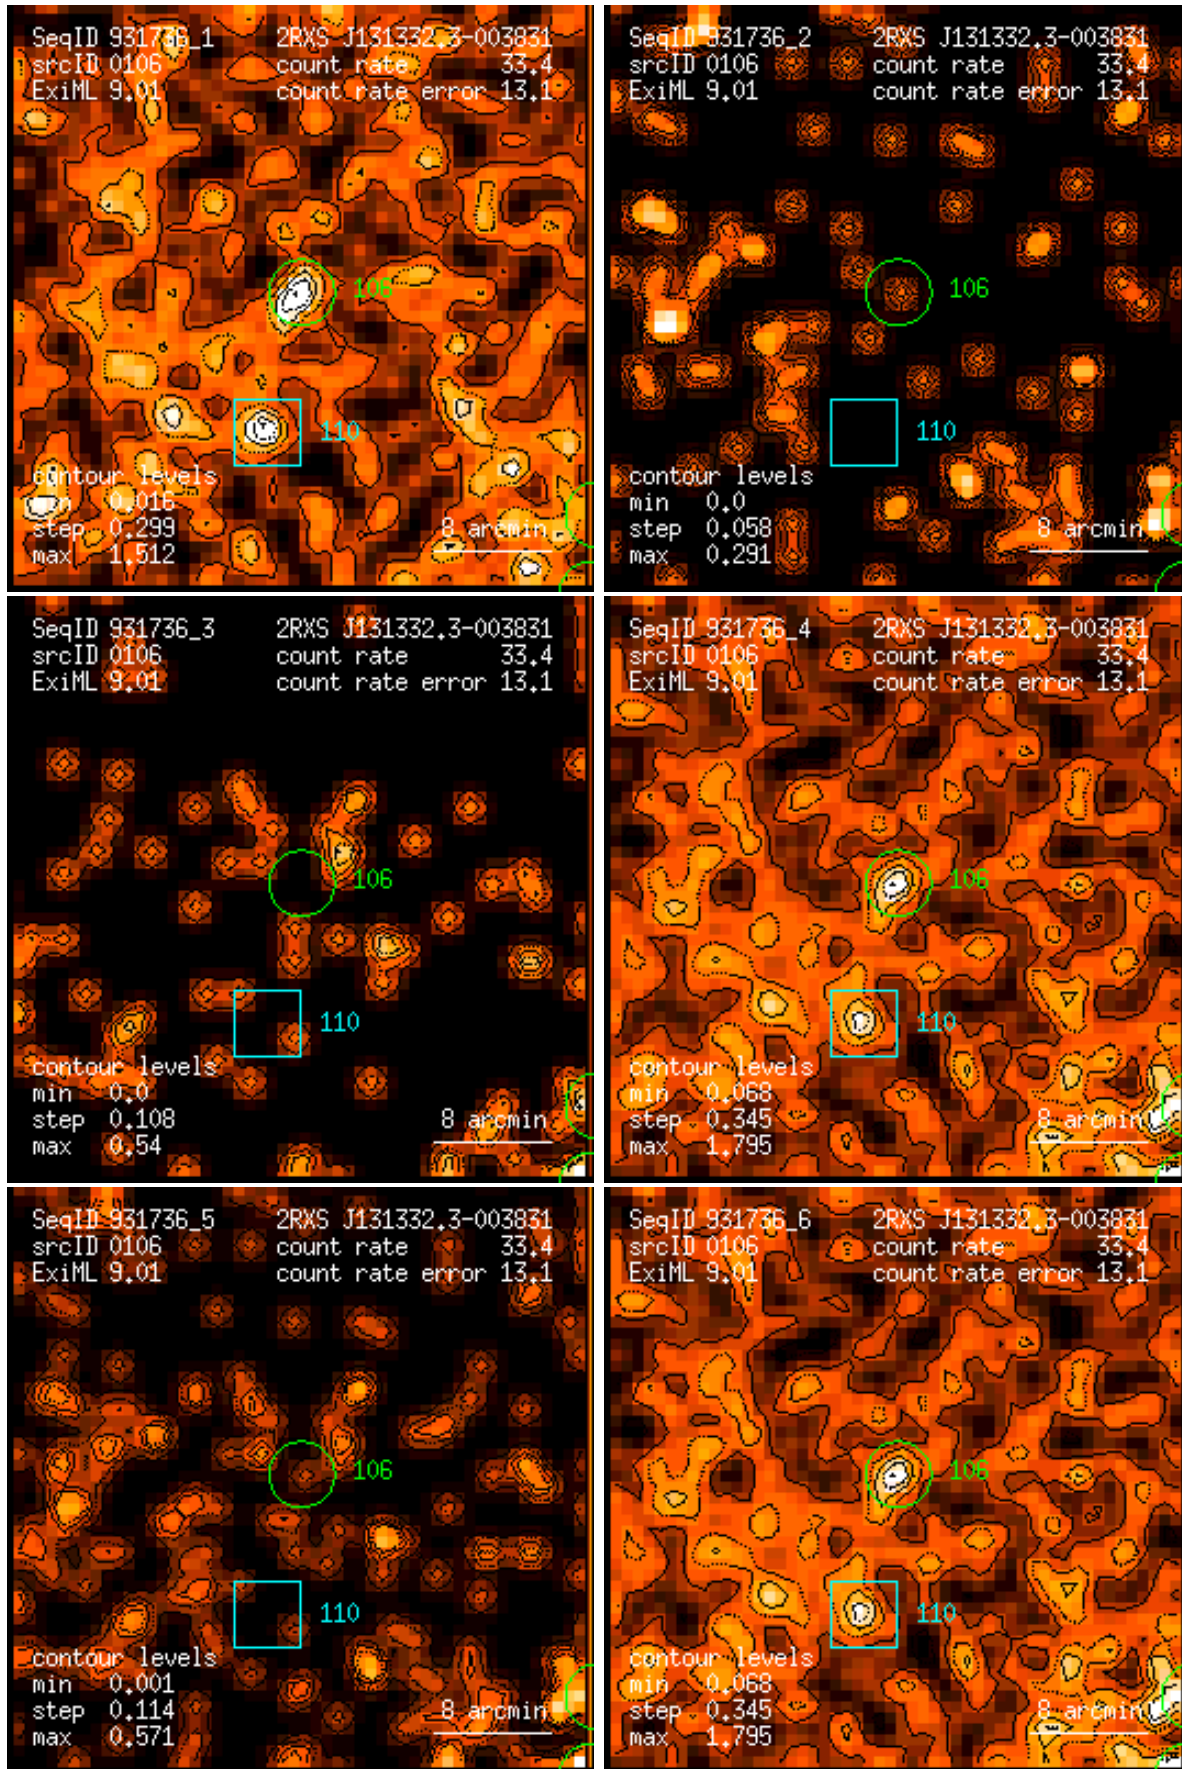 SeqID 931736_1 2RXS J131332.3-003831
srcID 0106 count rate 33.4
ExiML 9.01 count rate error 13.1
106
110
contour levels
min 0.016
step 0.299
max 1.512
8 arcmin
SeqID 931736_2 2RXS J131332.3-003831
srcID 0106 count rate 33.4
ExiML 9.01 count rate error 13.1
106
110
contour levels
min 0.0
step 0.058
max 0.291
8 arcmin
SeqID 931736_3 2RXS J131332.3-003831
srcID 0106 count rate 33.4
ExiML 9.01 count rate error 13.1
106
110
contour levels
min 0.0
step 0.108
max 0.54
8 arcmin
SeqID 931736_4 2RXS J131332.3-003831
srcID 0106 count rate 33.4
ExiML 9.01 count rate error 13.1
106
110
contour levels
min 0.068
step 0.345
max 1.795
8 arcmin
SeqID 931736_5 2RXS J131332.3-003831
srcID 0106 count rate 33.4
ExiML 9.01 count rate error 13.1
106
110
contour levels
min 0.001
step 0.114
max 0.571
8 arcmin
SeqID 931736_6 2RXS J131332.3-003831
srcID 0106 count rate 33.4
ExiML 9.01 count rate error 13.1
106
110
contour levels
min 0.068
step 0.345
max 1.795
8 arcmin